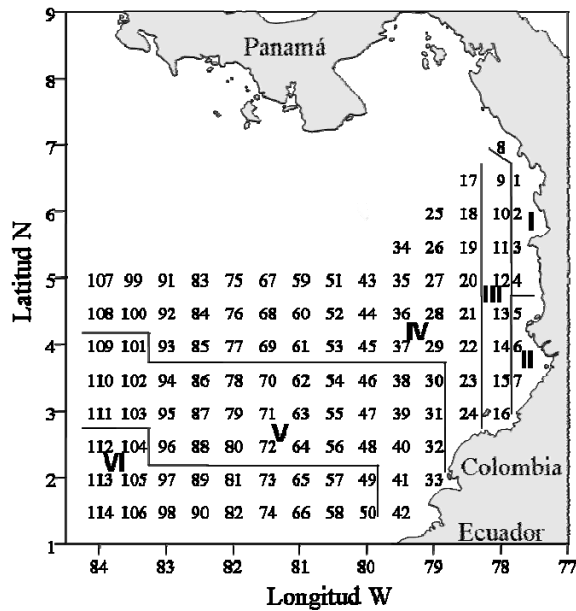 9
Panamá
8
8
7
17 9 1
6 25 18 10 2 I
34 26 19 11 3
5 107 99 91 83 75 67 59 51 43 35 27 20 12 4
III
108 100 92 84 76 68 60 52 44 36 28 21 13 5
IV
4 109 101 93 85 77 69 61 53 45 37 29 22 14 6 II
110 102 94 86 78 70 62 54 46 38 30 23 15 7
3 111 103 95 87 79 71 63 55 47 39 31 24 16
V
112 104 96 88 80 72 64 56 48 40 32
VI
Colombia
2 113 105 97 89 81 73 65 57 49 41 33
114 106 98 90 82 74 66 58 50 42
Ecuador
1
84 83 82 81 80 79 78 77
Longitud W
Latitud N